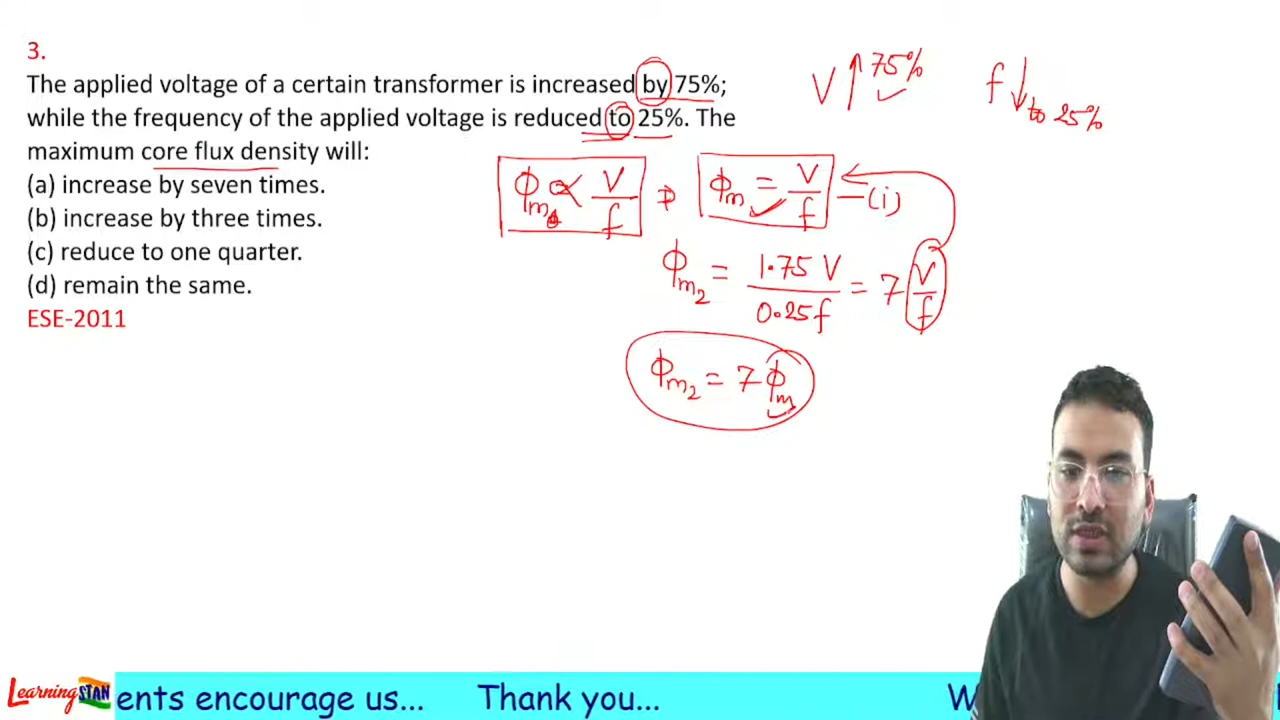 3.
The applied voltage of a certain transformer is increased by 75%;
while the frequency of the applied voltage is reduced to 25%. The
maximum core flux density will:
(a) increase by seven times.
(b) increase by three times.
(c) reduce to one quarter.
(d) remain the same.
ESE-2011
V ↑ 75% ✓ f ↓ to 25%
ϕm ∝ V/f ⇒ ϕm = V/f —(i)
ϕm2 = 1.75 V / 0.25f = 7 V/f
ϕm2 = 7 ϕm
Learning STAN
ents encourage us... Thank you... W